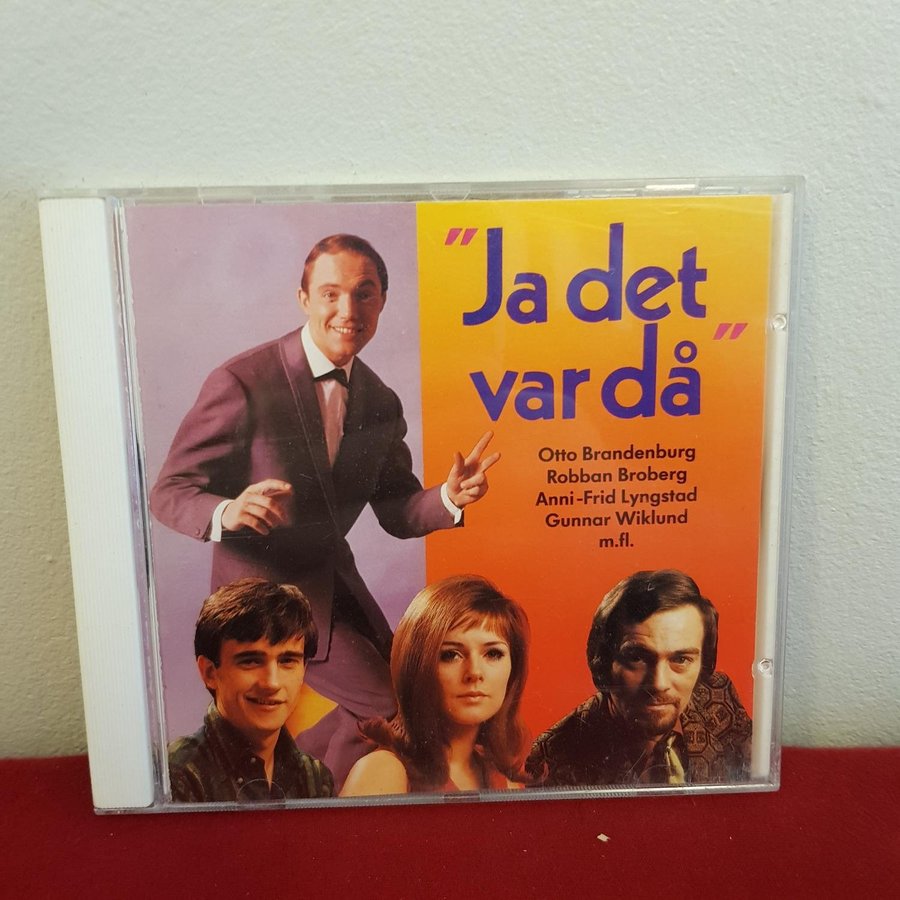 "Ja det
var då"
Otto Brandenburg
Robban Broberg
Anni-Frid Lyngstad
Gunnar Wiklund
m.fl.